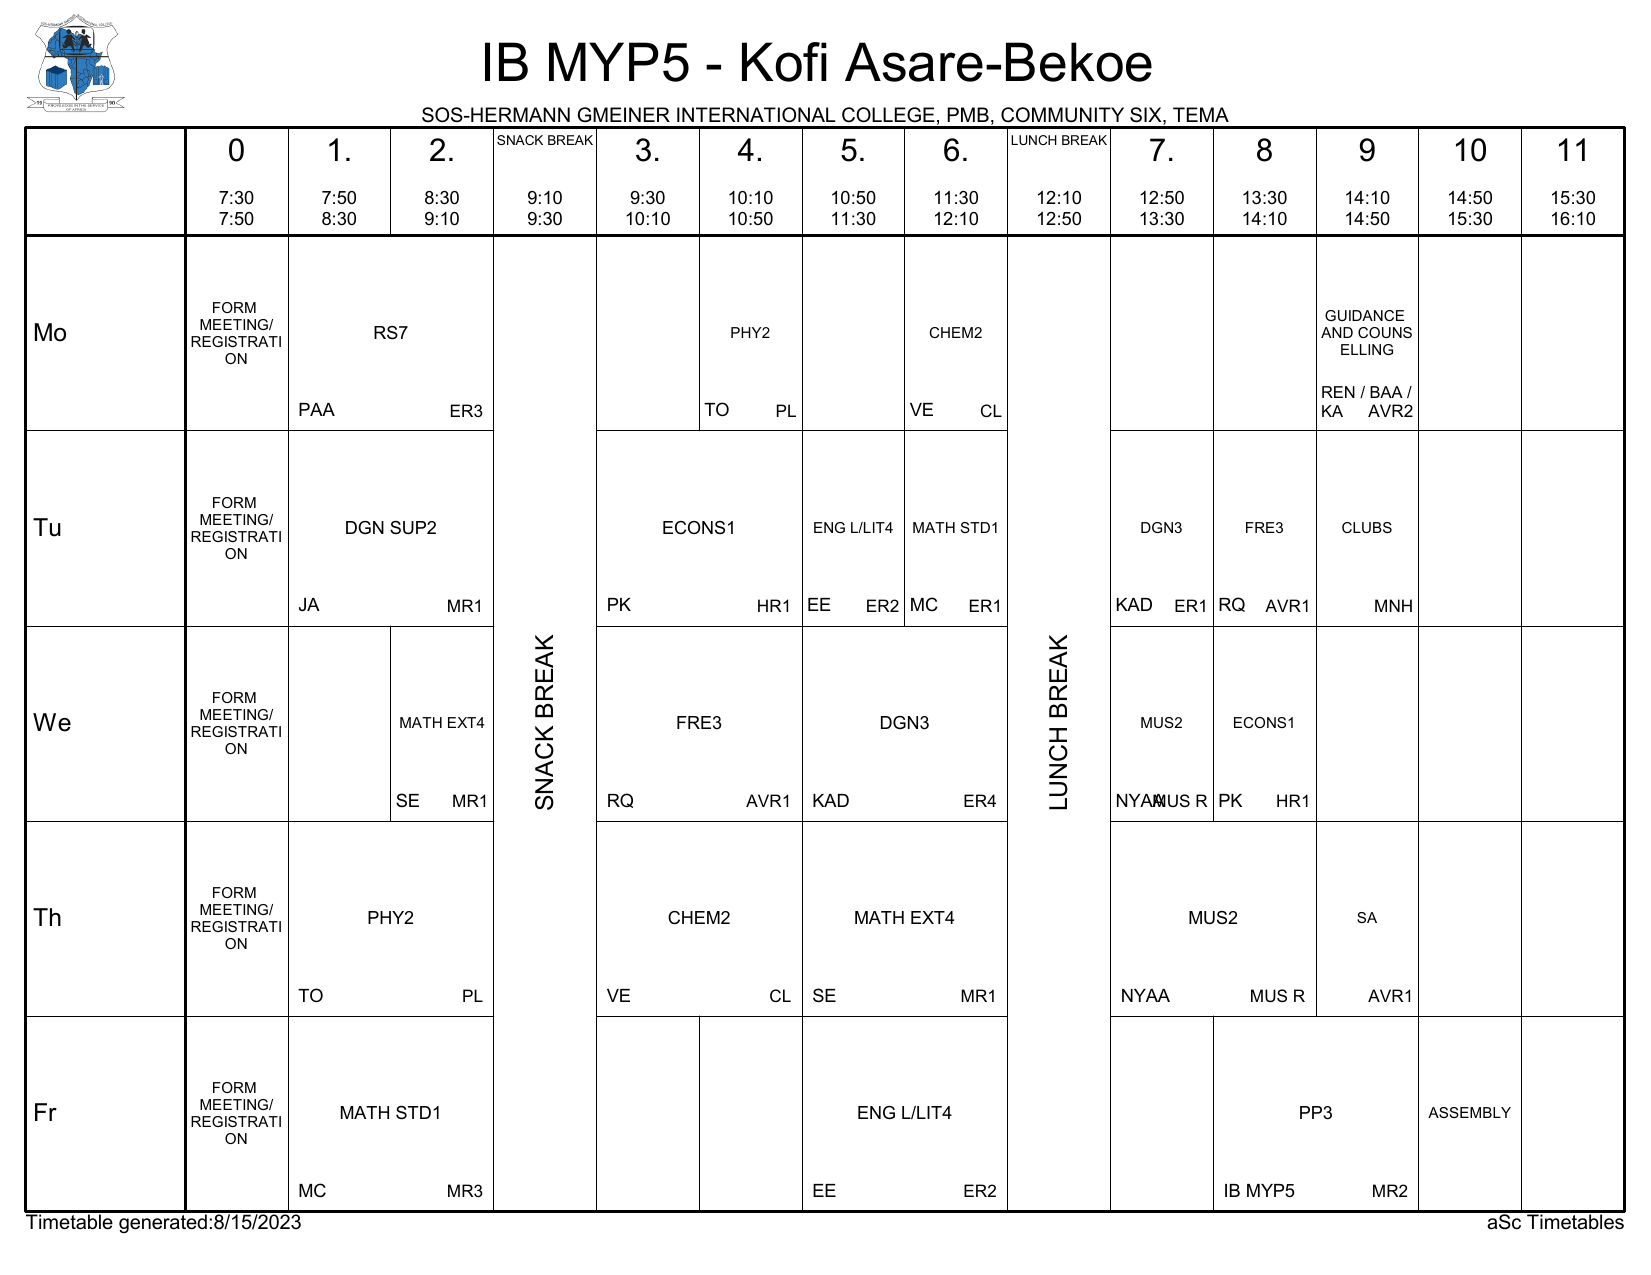 IB MYP5 - Kofi Asare-Bekoe
SOS-HERMANN GMEINER INTERNATIONAL COLLEGE, PMB, COMMUNITY SIX, TEMA
KNOWLEDGE IN THE SERVICE
OF AFRICA
19 90
0 1. 2. SNACK BREAK 3. 4. 5. 6. LUNCH BREAK 7. 8 9 10 11
7:30 7:50 8:30 9:10 9:30 10:10 10:50 11:30 12:10 12:50 13:30 14:10 14:50 15:30
7:50 8:30 9:10 9:30 10:10 10:50 11:30 12:10 12:50 13:30 14:10 14:50 15:30 16:10
SNACK BREAK
LUNCH BREAK
Mo
FORM
MEETING/
REGISTRATI
ON
RS7
PAA ER3
PHY2
TO PL
CHEM2
VE CL
GUIDANCE
AND COUNS
ELLING
REN / BAA /
KA AVR2
Tu
FORM
MEETING/
REGISTRATI
ON
DGN SUP2
JA MR1
ECONS1
PK HR1
ENG L/LIT4
EE ER2
MATH STD1
MC ER1
DGN3
KAD ER1
FRE3
RQ AVR1
CLUBS
MNH
We
FORM
MEETING/
REGISTRATI
ON
MATH EXT4
SE MR1
FRE3
RQ AVR1
DGN3
KAD ER4
MUS2
NYAA MUS R
ECONS1
PK HR1
Th
FORM
MEETING/
REGISTRATI
ON
PHY2
TO PL
CHEM2
VE CL
MATH EXT4
SE MR1
MUS2
NYAA MUS R
SA
AVR1
Fr
FORM
MEETING/
REGISTRATI
ON
MATH STD1
MC MR3
ENG L/LIT4
EE ER2
PP3
IB MYP5 MR2
ASSEMBLY
Timetable generated:8/15/2023
aSc Timetables